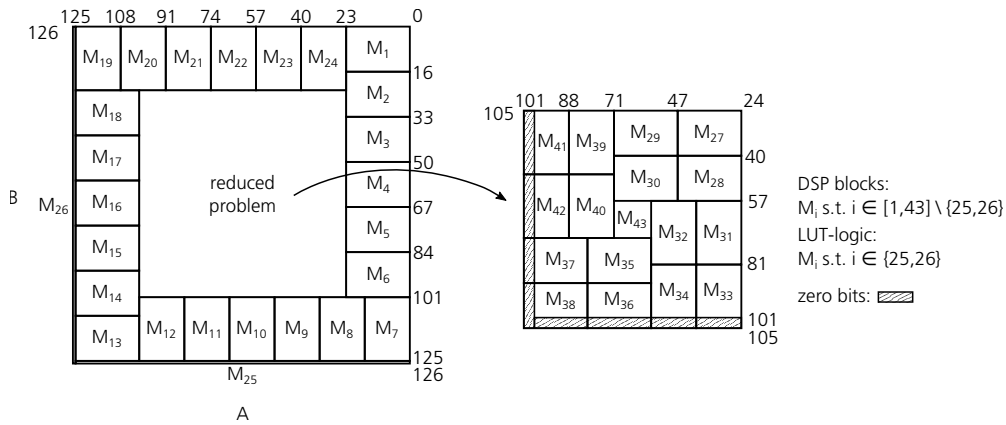 125 108 91 74 57 40 23 0
126
M19 M20 M21 M22 M23 M24 M1
16
M2
33
M18
M3
50
M17
M4
67
M16
M5
84
M15
M6
101
M14
M13 M12 M11 M10 M9 M8 M7
125
126
M25
M26
B
A
reduced
problem
101 88 71 47 24
105
M41 M39 M29 M27
40
M30 M28
57
M42 M40 M43 M32 M31
81
M37 M35
M38 M36 M34 M33
101
105
DSP blocks:
Mi s.t. i ∈ [1,43] \ {25,26}
LUT-logic:
Mi s.t. i ∈ {25,26}
zero bits: